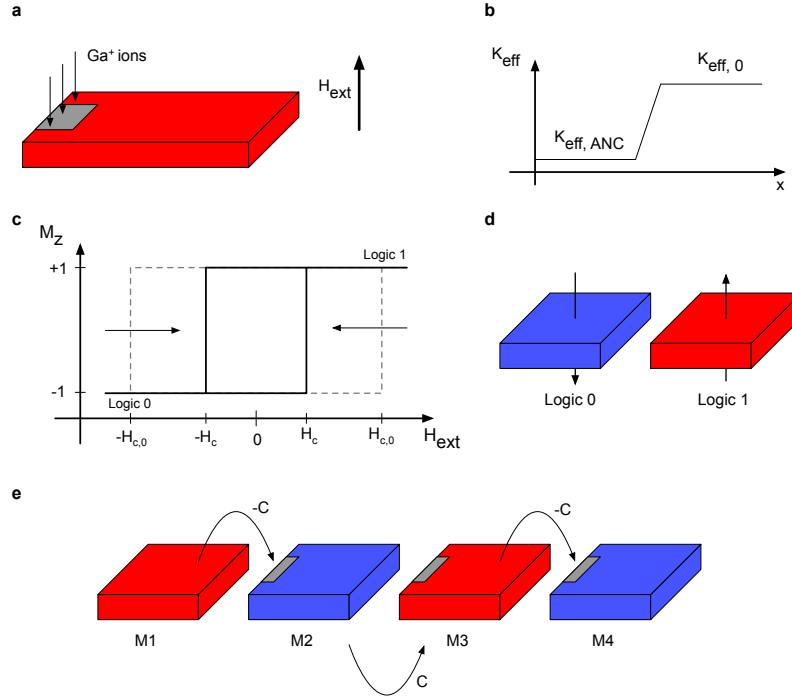 a
Ga⁺ ions
H_ext
b
K_eff
K_eff, 0
K_eff, ANC
x
c
M_Z
Logic 1
+1
-1
Logic 0
-H_c,0
-H_c
0
H_c
H_c,0
H_ext
d
Logic 0
Logic 1
e
-C
-C
M1
M2
M3
M4
C